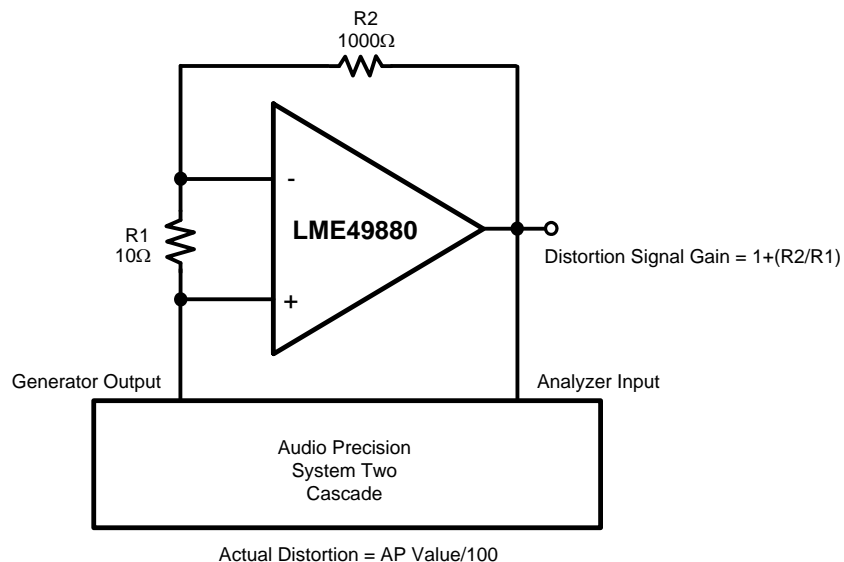 R2
1000Ω
-
R1
10Ω
LME49880
Distortion Signal Gain = 1+(R2/R1)
+
Generator Output
Analyzer Input
Audio Precision
System Two
Cascade
Actual Distortion = AP Value/100